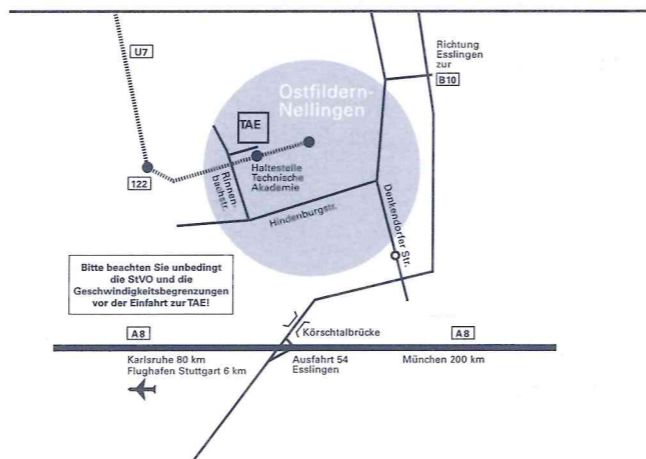 U7
Richtung
Esslingen
zur
B10
Ostfildern-
Nellingen
TAE
Haltestelle
Technische
Akademie
122
Rinnen-
bachstr.
Hindenburgstr.
Denkendorfer Str.
Bitte beachten Sie unbedingt
die StVO und die
Geschwindigkeitsbegrenzungen
vor der Einfahrt zur TAE!
Körschtalbrücke
A8
A8
Karlsruhe 80 km
Flughafen Stuttgart 6 km
Ausfahrt 54
Esslingen
München 200 km